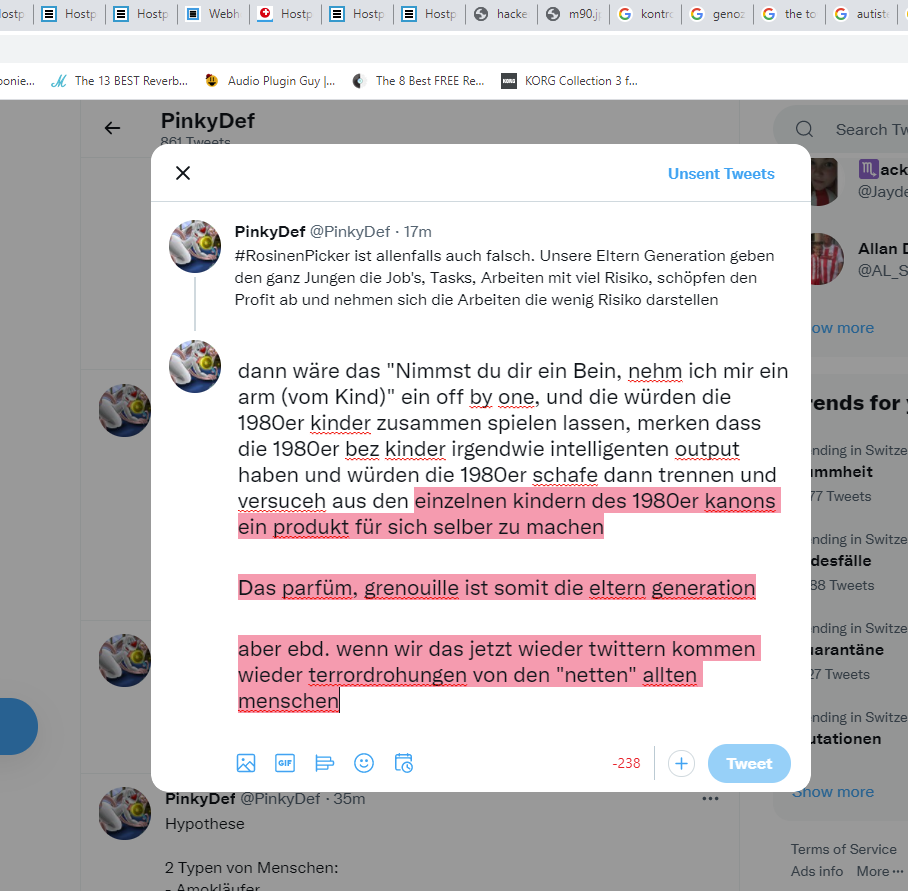 Hostp
Hostp
Webh
Hostp
Hostp
Hostp
hacke
m90.j
kontr
genoz
the to
autist
ponie...
The 13 BEST Reverb...
Audio Plugin Guy |...
The 8 Best FREE Re...
KORG Collection 3 f...
PinkyDef
861 Tweets
Search Tw
Unsent Tweets
PinkyDef @PinkyDef · 17m
#RosinenPicker ist allenfalls auch falsch. Unsere Eltern Generation geben
den ganz Jungen die Job's, Tasks, Arbeiten mit viel Risiko, schöpfen den
Profit ab und nehmen sich die Arbeiten die wenig Risiko darstellen
dann wäre das "Nimmst du dir ein Bein, nehm ich mir ein
arm (vom Kind)" ein off by one, und die würden die
1980er kinder zusammen spielen lassen, merken dass
die 1980er bez kinder irgendwie intelligenten output
haben und würden die 1980er schafe dann trennen und
versuceh aus den einzelnen kindern des 1980er kanons
ein produkt für sich selber zu machen
Das parfüm, grenouille ist somit die eltern generation
aber ebd. wenn wir das jetzt wieder twittern kommen
wieder terrordrohungen von den "netten" allten
menschen
GIF
-238
Tweet
ack
@Jayde
Allan D
@AL_S
ow more
rends for y
nding in Switze
ummheit
77 Tweets
nding in Switze
desfälle
88 Tweets
nding in Switze
uarantäne
27 Tweets
nding in Switze
utationen
Show more
Terms of Service
Ads info More ···
PinkyDef @PinkyDef · 35m
Hypothese
2 Typen von Menschen:
- Amokläufer